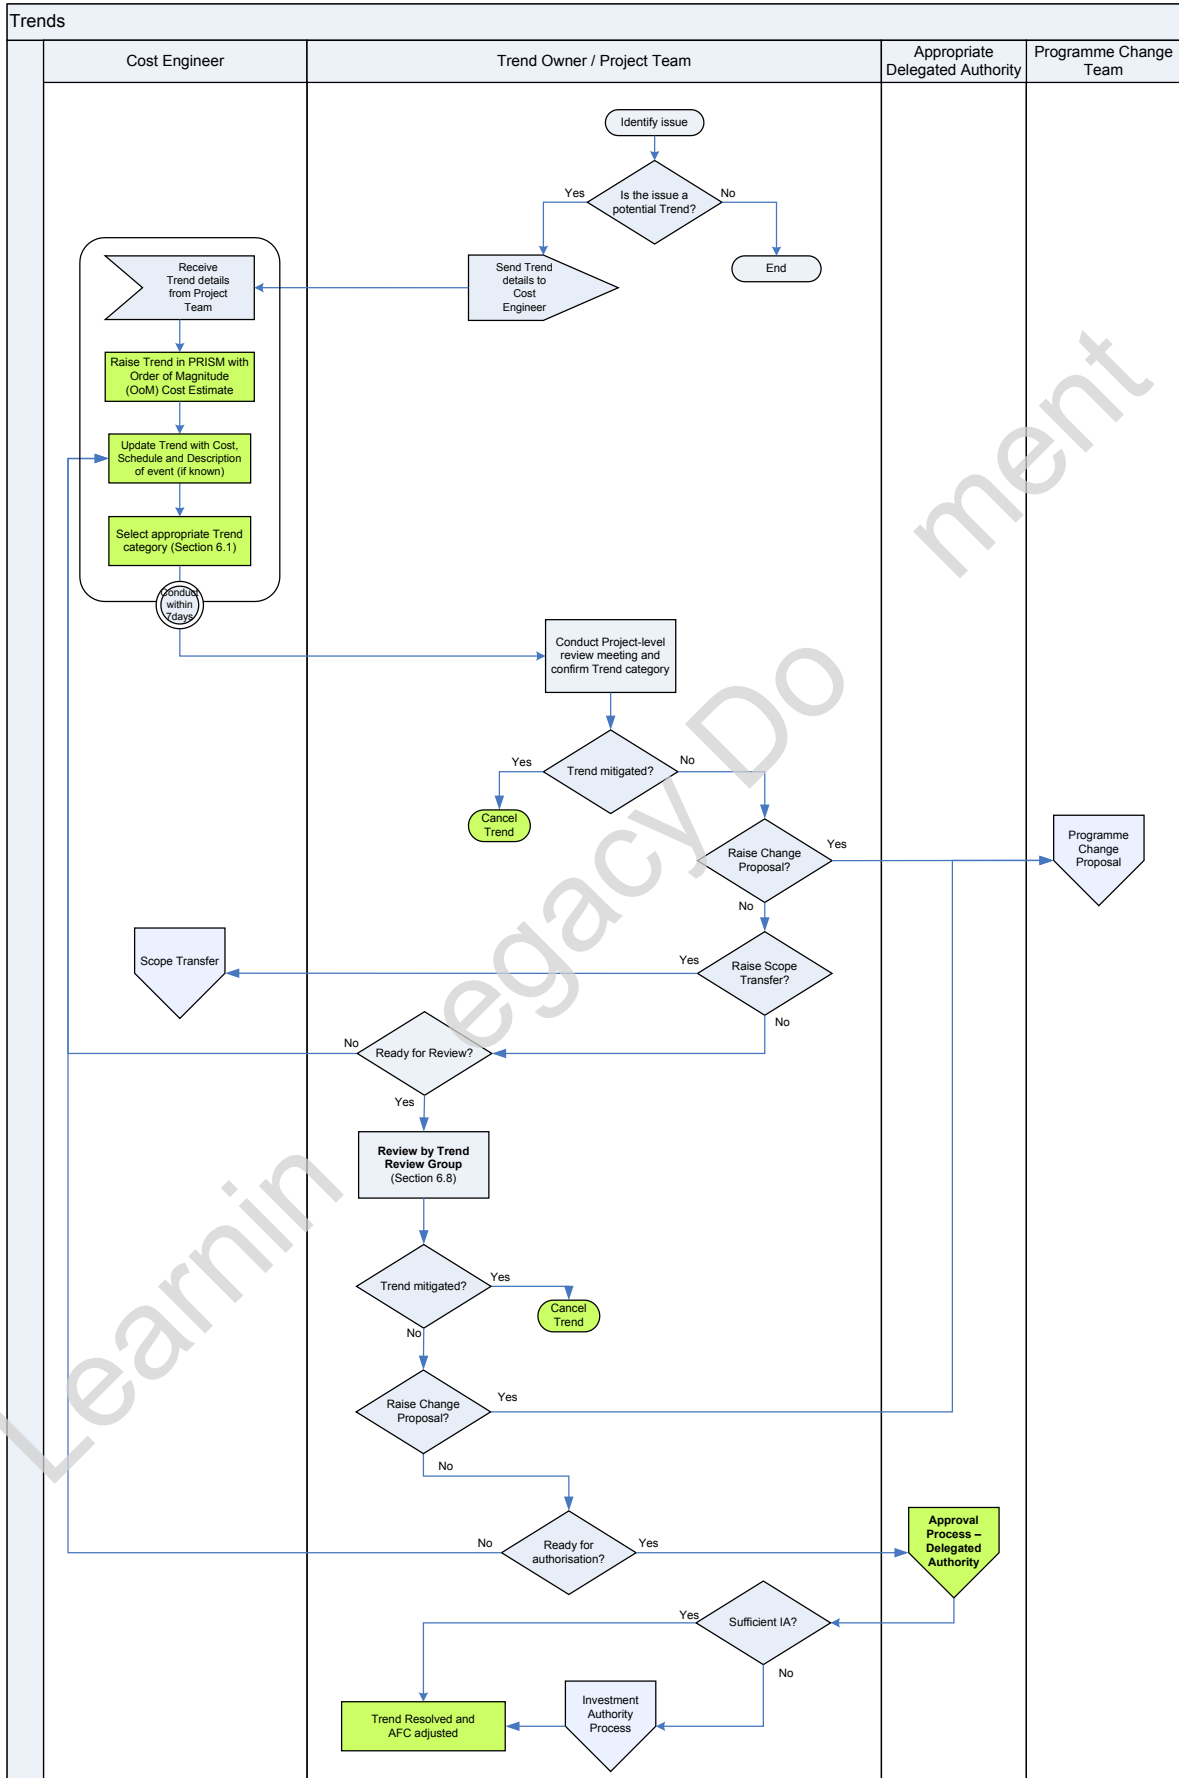 Trends
Cost Engineer
Trend Owner / Project Team
Appropriate
Delegated Authority
Programme Change
Team
Identify issue
Is the issue a
potential Trend?
Yes
No
End
Send Trend
details to
Cost
Engineer
Receive
Trend details
from Project
Team
Raise Trend in PRISM with
Order of Magnitude
(OoM) Cost Estimate
Update Trend with Cost,
Schedule and Description
of event (if known)
Select appropriate Trend
category (Section 6.1)
Conduct
within
7days
Conduct Project-level
review meeting and
confirm Trend category
Trend mitigated?
Yes
No
Cancel
Trend
Raise Change
Proposal?
Yes
No
Programme
Change
Proposal
Raise Scope
Transfer?
Yes
No
Scope Transfer
Ready for Review?
No
Yes
Review by Trend
Review Group
(Section 6.8)
Trend mitigated?
Yes
No
Cancel
Trend
Raise Change
Proposal?
Yes
No
Ready for
authorisation?
No
Yes
Approval
Process –
Delegated
Authority
Sufficient IA?
Yes
No
Investment
Authority
Process
Trend Resolved and
AFC adjusted
Learnin egacy Do ment